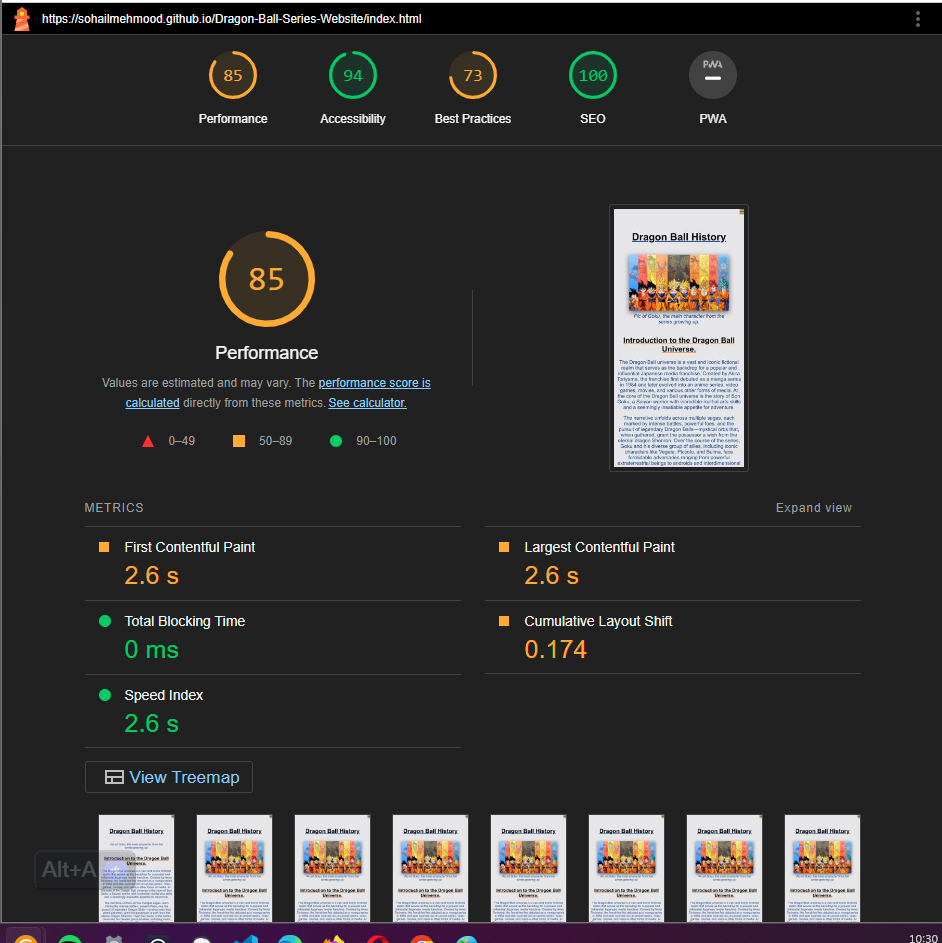 https://sohailmehmood.github.io/Dragon-Ball-Series-Website/index.html
85
94
73
100
PWA
Performance
Accessibility
Best Practices
SEO
PWA
85
Performance
Values are estimated and may vary. The performance score is
calculated directly from these metrics. See calculator.
0–49
50–89
90–100
Dragon Ball History
Pic of Goku, the main character from the
series growing up.
Introduction to the Dragon Ball
Universe.
The Dragon Ball universe is a vast and iconic fictional
realm that serves as the backdrop for a popular and
influential Japanese media franchise. Created by Akira
Toriyama, the franchise first debuted as a manga series
in 1984 and later evolved into an anime series, video
games, movies, and various other forms of media. At
the core of the Dragon Ball universe is the story of Son
Goku, a Saiyan warrior with incredible martial arts skills
and a seemingly insatiable appetite for adventure.
The narrative unfolds across multiple sagas, each
marked by intense battles, powerful foes, and the
pursuit of legendary Dragon Balls—mystical orbs that,
when gathered, grant the possessor a wish from the
eternal dragon Shenron. Over the course of the series,
Goku and his diverse group of allies, including iconic
characters like Vegeta, Piccolo, and Bulma, face
formidable adversaries ranging from powerful
extraterrestrial beings to androids and interdimensional
METRICS
Expand view
First Contentful Paint
2.6 s
Largest Contentful Paint
2.6 s
Total Blocking Time
0 ms
Cumulative Layout Shift
0.174
Speed Index
2.6 s
View Treemap
Dragon Ball History
Dragon Ball History
Dragon Ball History
Dragon Ball History
Dragon Ball History
Dragon Ball History
Dragon Ball History
Dragon Ball History
Introduction to the Dragon Ball
Universe.
Introduction to the Dragon Ball
Introduction to the Dragon Ball
Introduction to the Dragon Ball
Introduction to the Dragon Ball
Introduction to the Dragon Ball
Introduction to the Dragon Ball
Introduction to the Dragon Ball
Alt+A
10:30